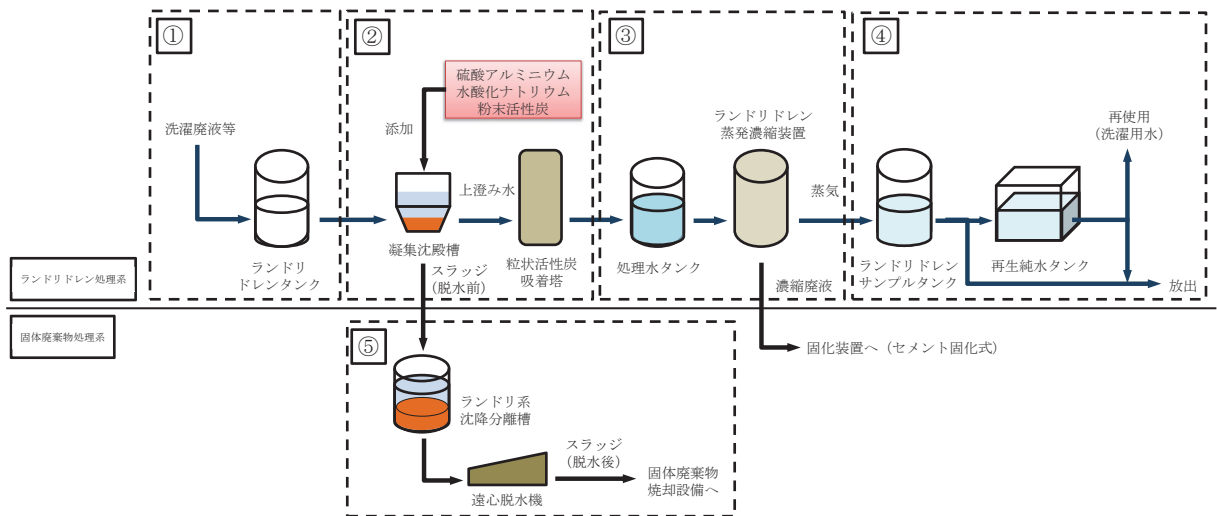 ①
②
③
④
硫酸アルミニウム
水酸化ナトリウム
粉末活性炭
洗濯廃液等
添加
ランドリドレン
蒸発濃縮装置
再使用
(洗濯用水)
上澄み水
蒸気
凝集沈殿槽
ランドリ
ドレンタンク
スラッジ
(脱水前)
粒状活性炭
吸着塔
処理水タンク
濃縮廃液
ランドリドレン
サンプルタンク
再生純水タンク
放出
ランドリドレン処理系
固体廃棄物処理系
⑤
固化装置へ（セメント固化式）
ランドリ系
沈降分離槽
スラッジ
(脱水後)
遠心脱水機
固体廃棄物
焼却設備へ